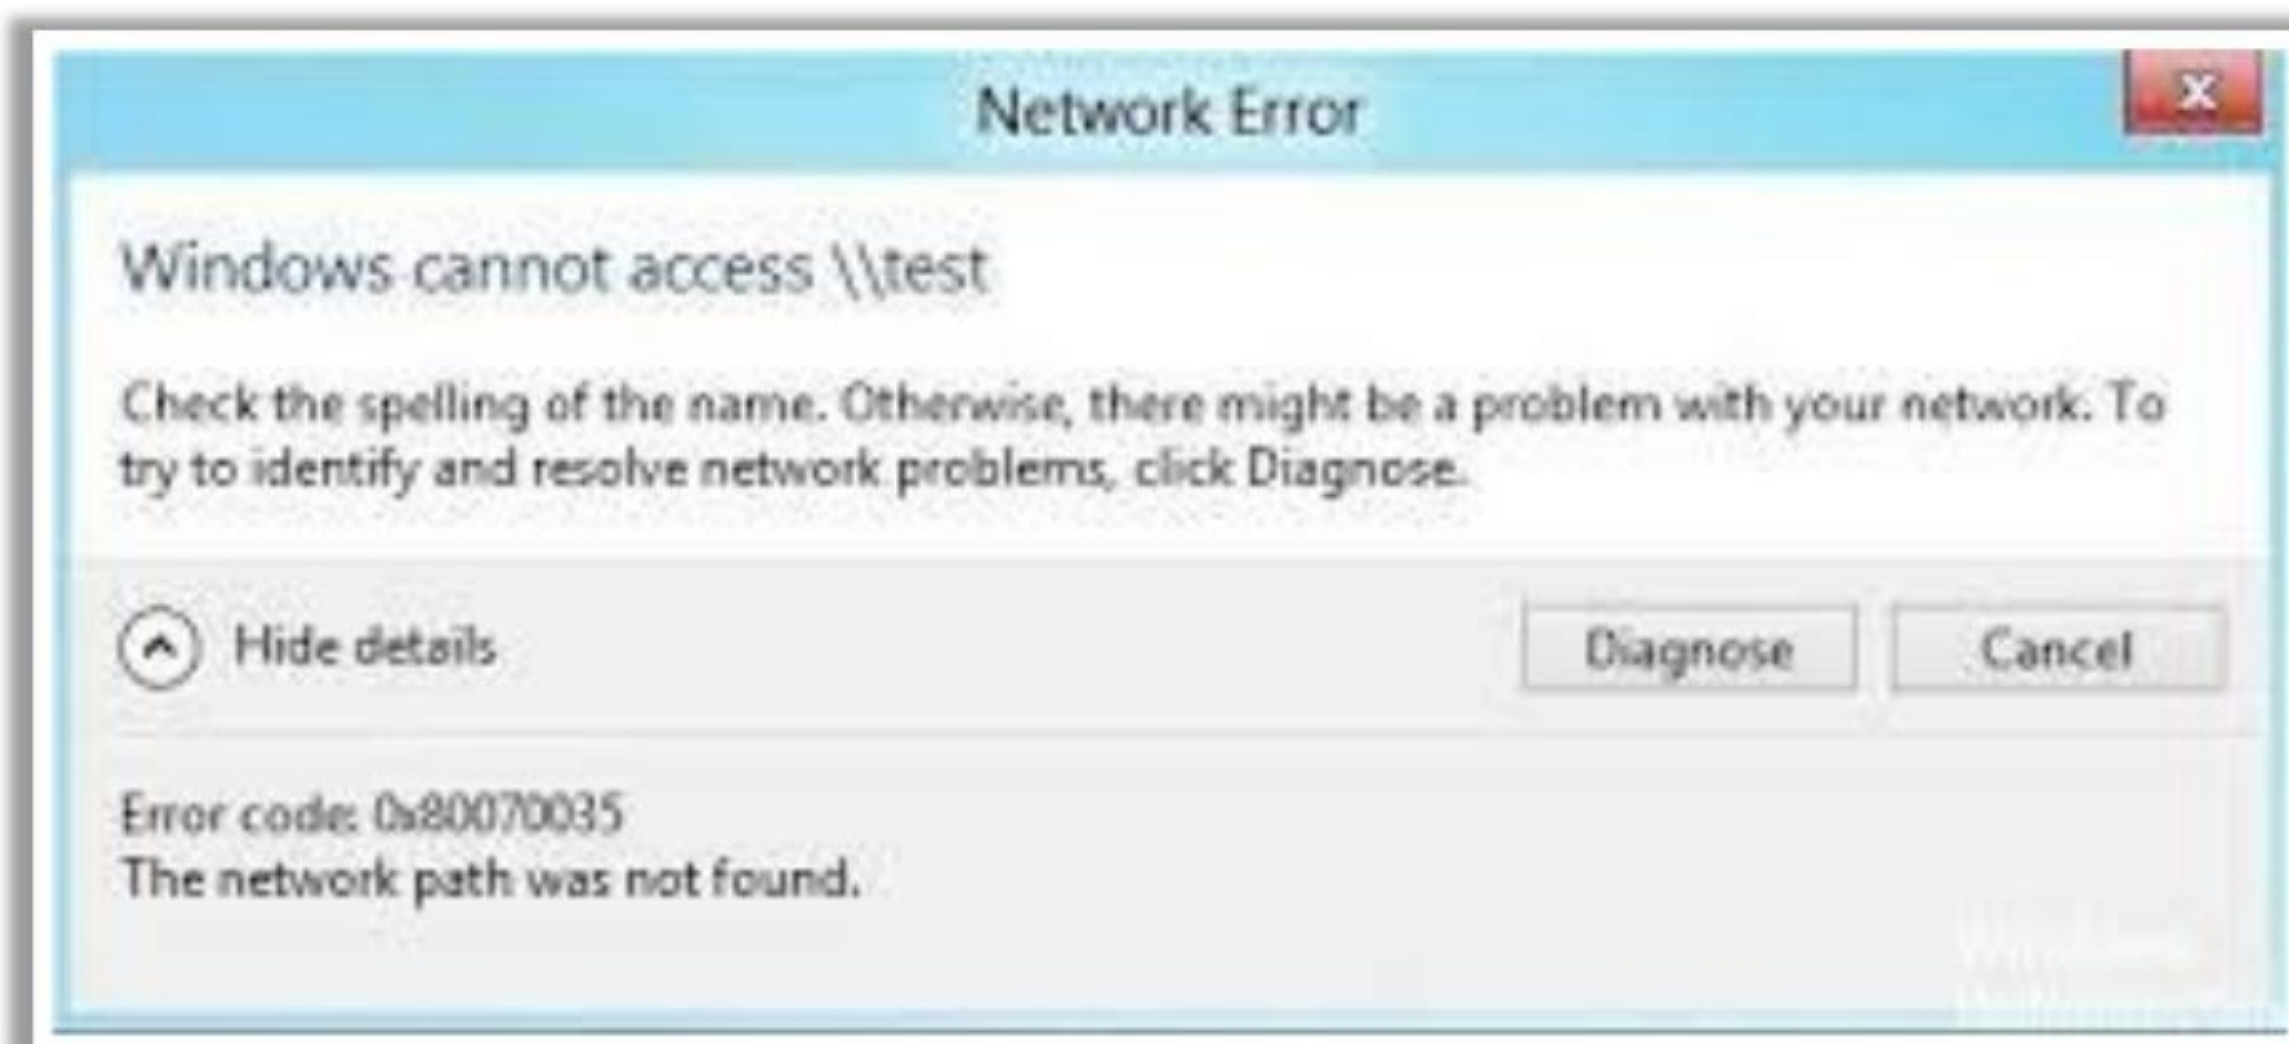 Network Error
x
Windows cannot access \\test
Check the spelling of the name. Otherwise, there might be a problem with your network. To
try to identify and resolve network problems, click Diagnose.
Hide details
Diagnose
Cancel
Error code: 0x80070035
The network path was not found.